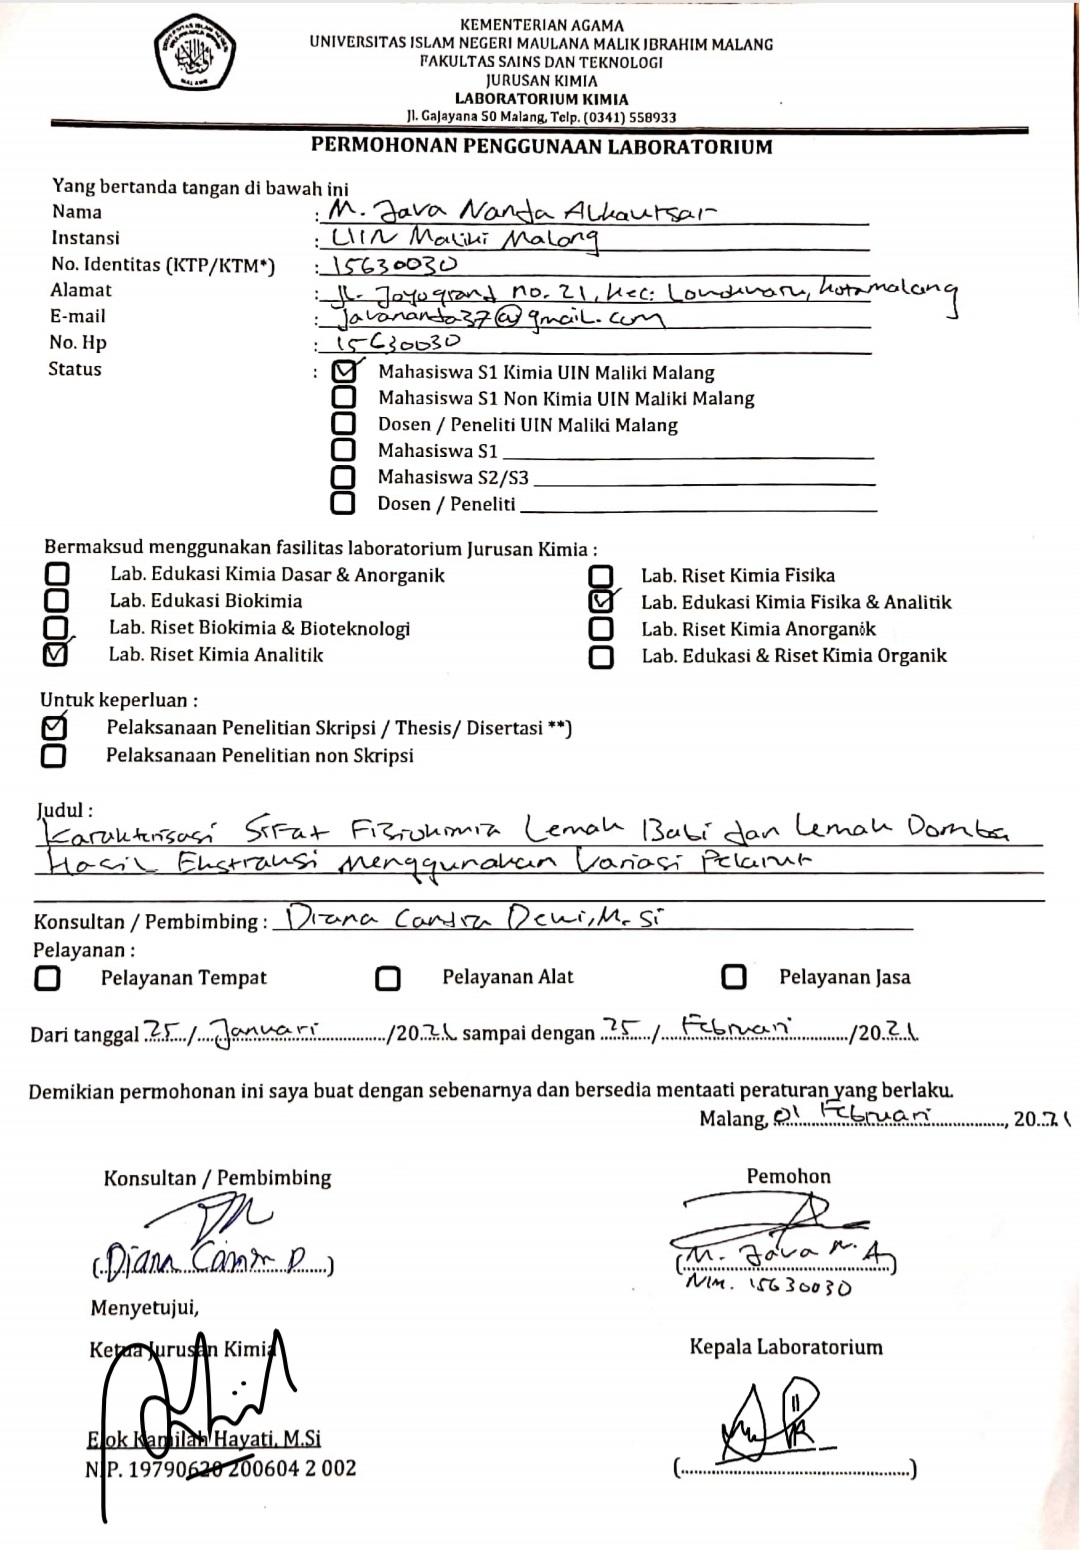 KEMENTERIAN AGAMA
UNIVERSITAS ISLAM NEGERI MAULANA MALIK IBRAHIM MALANG
FAKULTAS SAINS DAN TEKNOLOGI
JURUSAN KIMIA
LABORATORIUM KIMIA
Jl. Gajayana 50 Malang, Telp. (0341) 558933
PERMOHONAN PENGGUNAAN LABORATORIUM
Yang bertanda tangan di bawah ini
Nama : M. Java Nanda Alkautsar
Instansi : UIN Maliki Malang
No. Identitas (KTP/KTM*) : 15630030
Alamat : Jl. Joyogrand no. 21, Kec. Lowokwaru, Kota malang
E-mail : javananda37@gmail.com
No. Hp : 15630030
Status : Mahasiswa S1 Kimia UIN Maliki Malang
Mahasiswa S1 Non Kimia UIN Maliki Malang
Dosen / Peneliti UIN Maliki Malang
Mahasiswa S1
Mahasiswa S2/S3
Dosen / Peneliti
Bermaksud menggunakan fasilitas laboratorium Jurusan Kimia :
Lab. Edukasi Kimia Dasar & Anorganik Lab. Riset Kimia Fisika
Lab. Edukasi Biokimia Lab. Edukasi Kimia Fisika & Analitik
Lab. Riset Biokimia & Bioteknologi Lab. Riset Kimia Anorganik
Lab. Riset Kimia Analitik Lab. Edukasi & Riset Kimia Organik
Untuk keperluan :
Pelaksanaan Penelitian Skripsi / Thesis/ Disertasi **)
Pelaksanaan Penelitian non Skripsi
Judul :
Karakterisasi Sifat Fisikokimia Lemak Babi dan Lemak Domba
Hasil Ekstraksi Menggunakan Variasi Pelarut
Konsultan / Pembimbing : Diana Candra Dewi, M.Si
Pelayanan :
Pelayanan Tempat Pelayanan Alat Pelayanan Jasa
Dari tanggal 25 / Januari /2021 sampai dengan 25 / Februari /2021
Demikian permohonan ini saya buat dengan sebenarnya dan bersedia mentaati peraturan yang berlaku.
Malang, 01 Februari, 2021
Konsultan / Pembimbing Pemohon
(Diana Candra D) (M. Java N. A)
NIM. 15630030
Menyetujui,
Ketua Jurusan Kimia Kepala Laboratorium
Elok Kamilah Hayati, M.Si
NIP. 19790620 200604 2 002 (.........................)